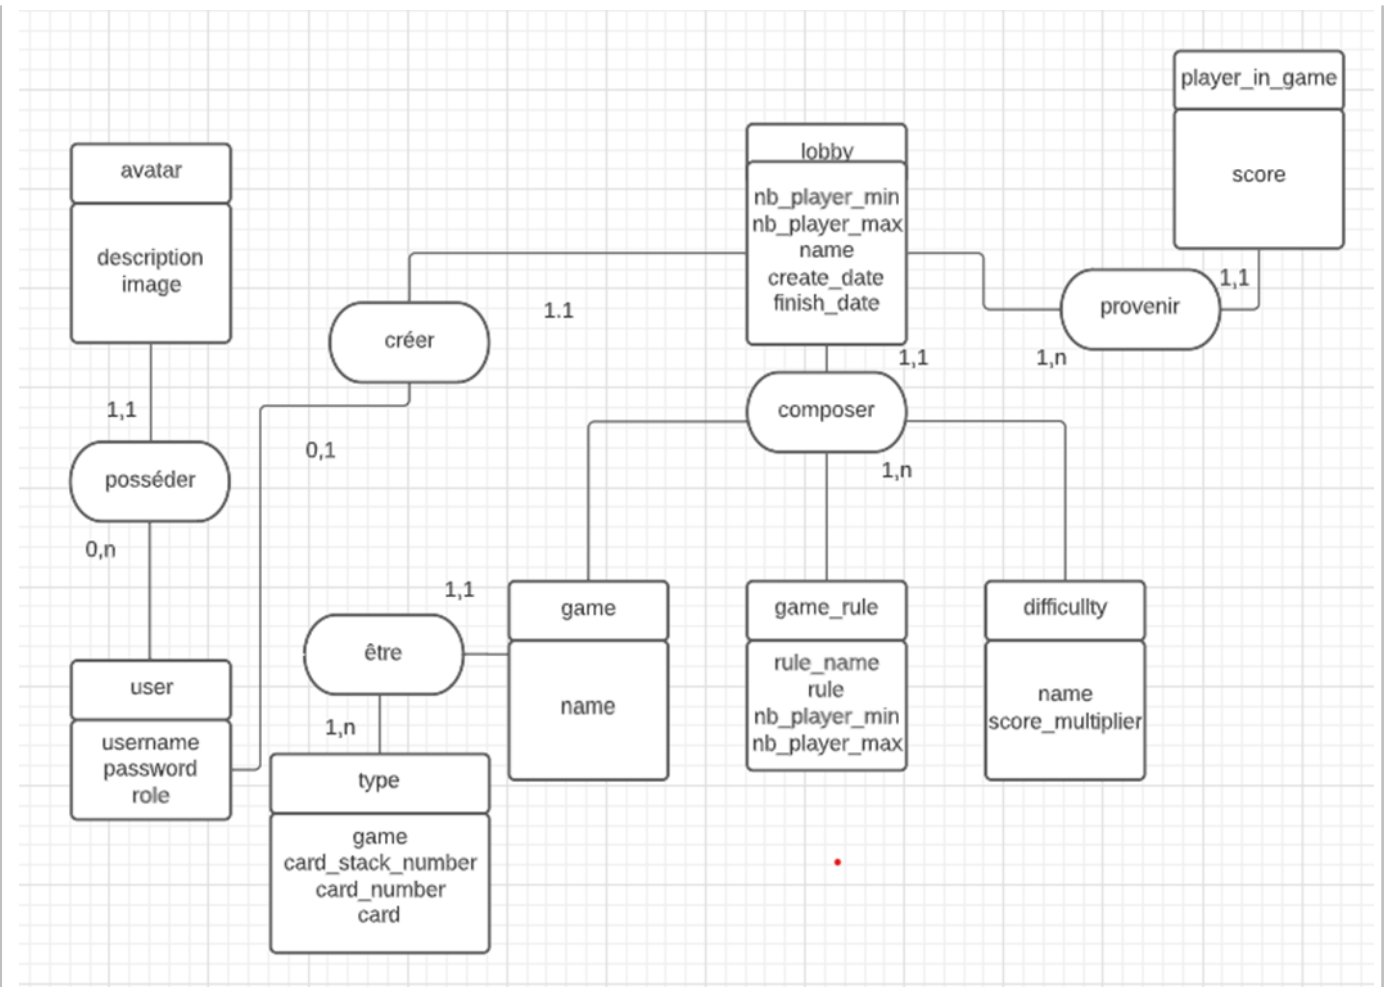 player_in_game
score
lobby
nb_player_min
nb_player_max
name
create_date
finish_date
avatar
description
image
1,1
provenir
1.1
créer
1,1
1,n
1,1
composer
0,1
1,n
posséder
0,n
1,1
game
name
game_rule
rule_name
rule
nb_player_min
nb_player_max
difficullty
name
score_multiplier
être
1,n
user
username
password
role
type
game
card_stack_number
card_number
card